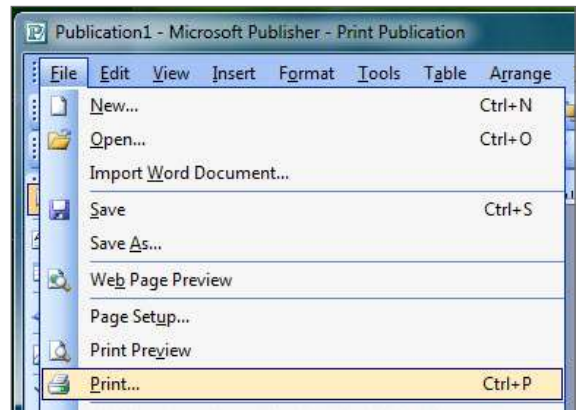 Publication1 - Microsoft Publisher - Print Publication
File Edit View Insert Format Tools Table Arrange
New... Ctrl+N
Open... Ctrl+O
Import Word Document...
Save Ctrl+S
Save As...
Web Page Preview
Page Setup...
Print Preview
Print... Ctrl+P